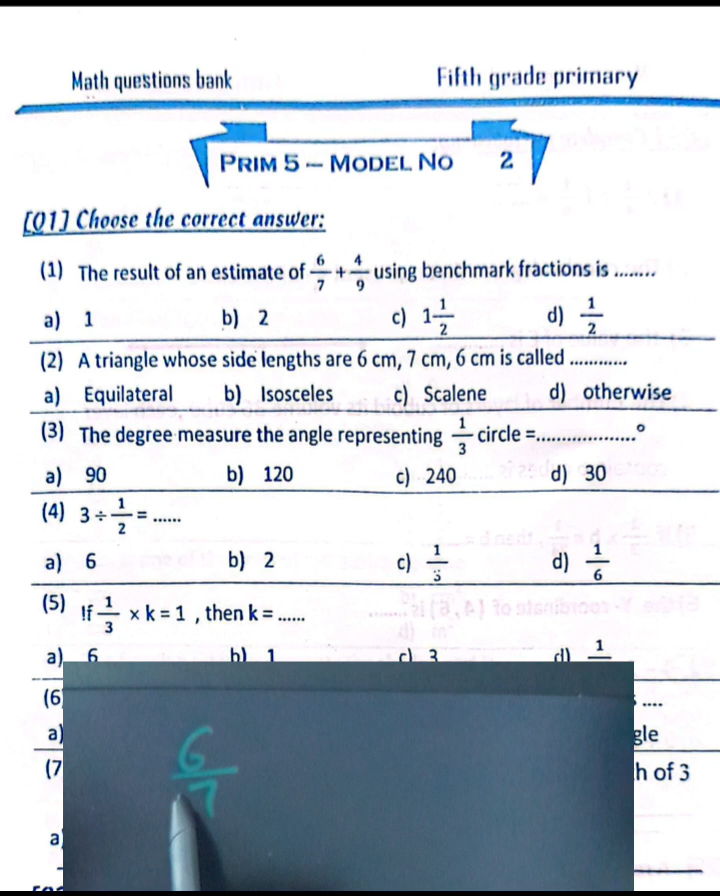 Math questions bank Fifth grade primary
PRIM 5 – MODEL NO 2
[Q1] Choose the correct answer:
(1) The result of an estimate of 6/7 + 4/9 using benchmark fractions is ........
a) 1 b) 2 c) 1 1/2 d) 1/2
(2) A triangle whose side lengths are 6 cm, 7 cm, 6 cm is called ............
a) Equilateral b) Isosceles c) Scalene d) otherwise
(3) The degree measure the angle representing 1/3 circle =....................°
a) 90 b) 120 c) 240 d) 30
(4) 3 ÷ 1/2 = ......
a) 6 b) 2 c) 1/3 d) 1/6
(5) If 1/3 × k = 1 , then k = ......
a) 6 b) 1 c) 3 d) 1
(6 ....
a) gle
(7 h of 3
a)
6/7